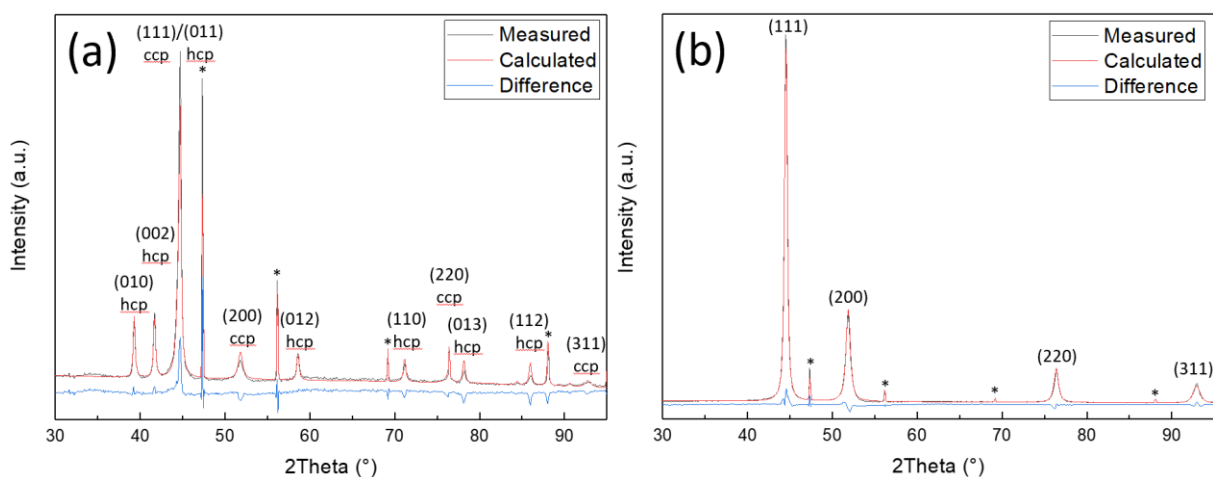 (a)
(111)/(011)
ccp hcp
*
Measured
Calculated
Difference
(002)
hcp
(010)
hcp
*
(200)
ccp
(012)
hcp
*
(110)
hcp
(220)
ccp
(013)
hcp
(112)
hcp
*
(311)
ccp
Intensity (a.u.)
30 40 50 60 70 80 90
2Theta (°)
(b)
(111)
Measured
Calculated
Difference
*
(200)
*
*
(220)
*
(311)
Intensity (a.u.)
30 40 50 60 70 80 90
2Theta (°)